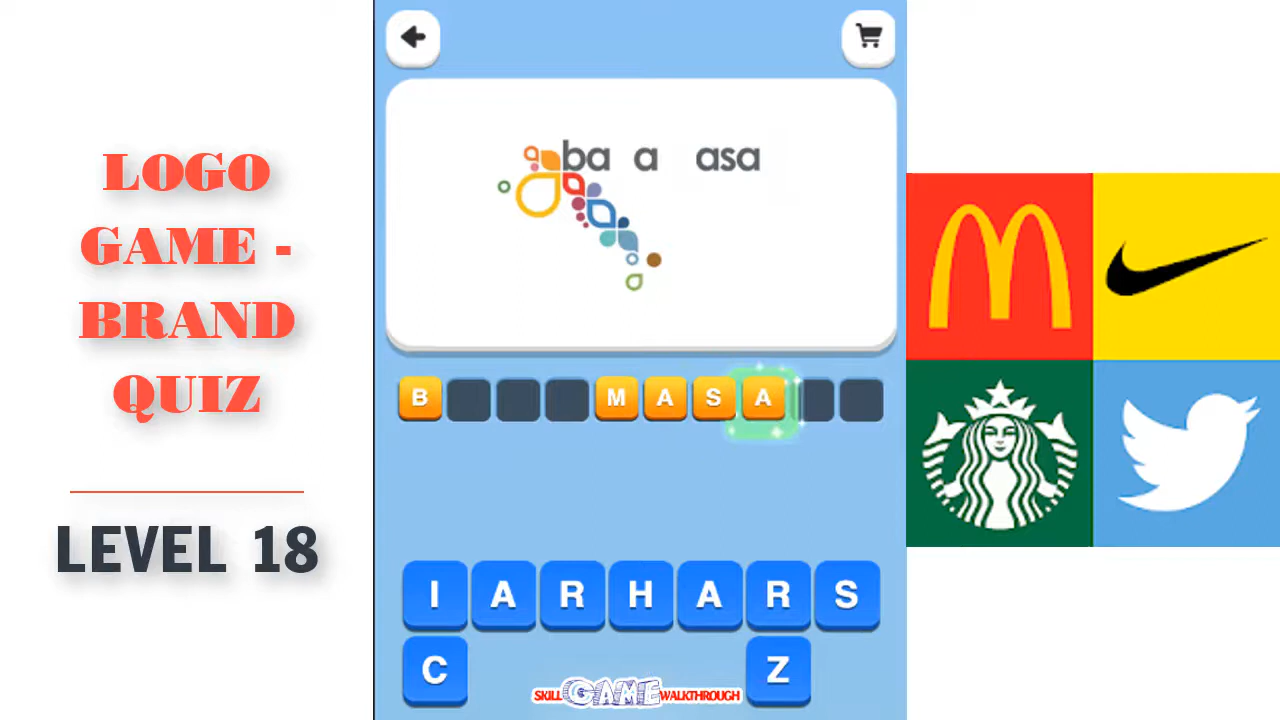 LOGO
GAME -
BRAND
QUIZ
LEVEL 18
ba a asa
B M A S A
I A R H A R S
C Z
SKILL GAME WALKTHROUGH